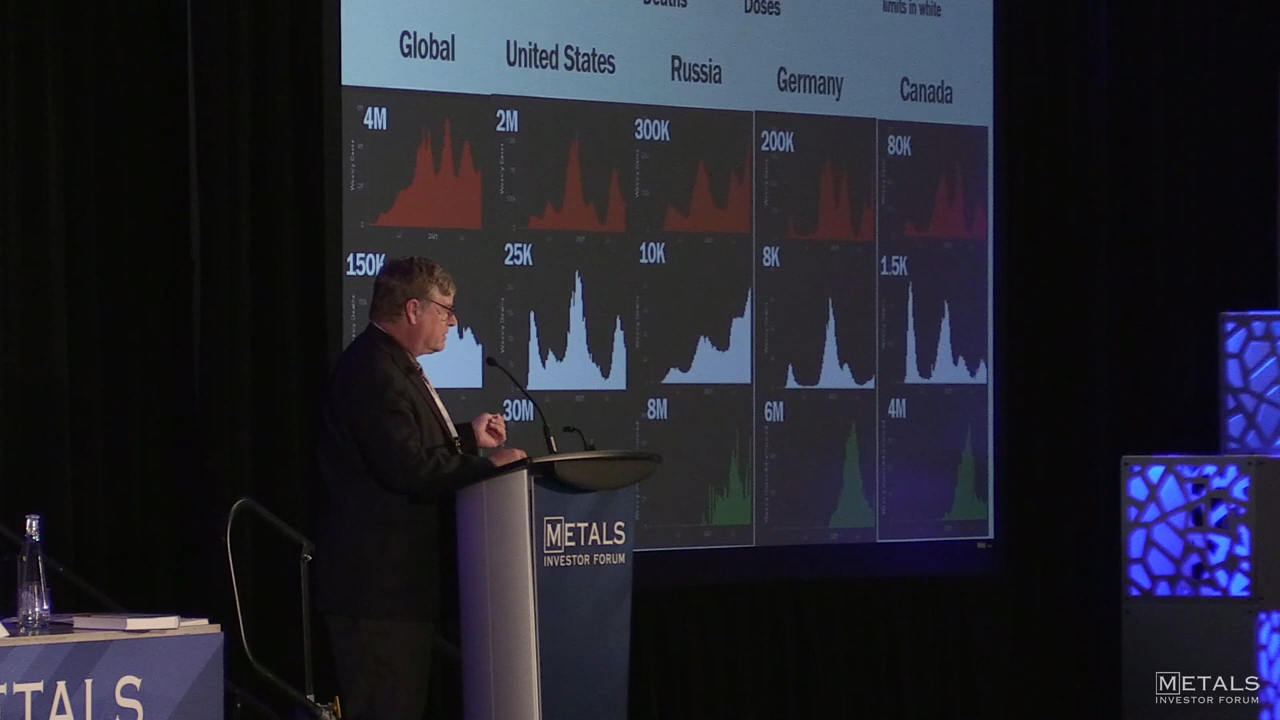 Deaths
Doses
limits in white
Global
United States
Russia
Germany
Canada
4M
2M
300K
200K
80K
150K
25K
10K
8K
1.5K
30M
8M
6M
4M
METALS
INVESTOR FORUM
ETALS
METALS
INVESTOR FORUM